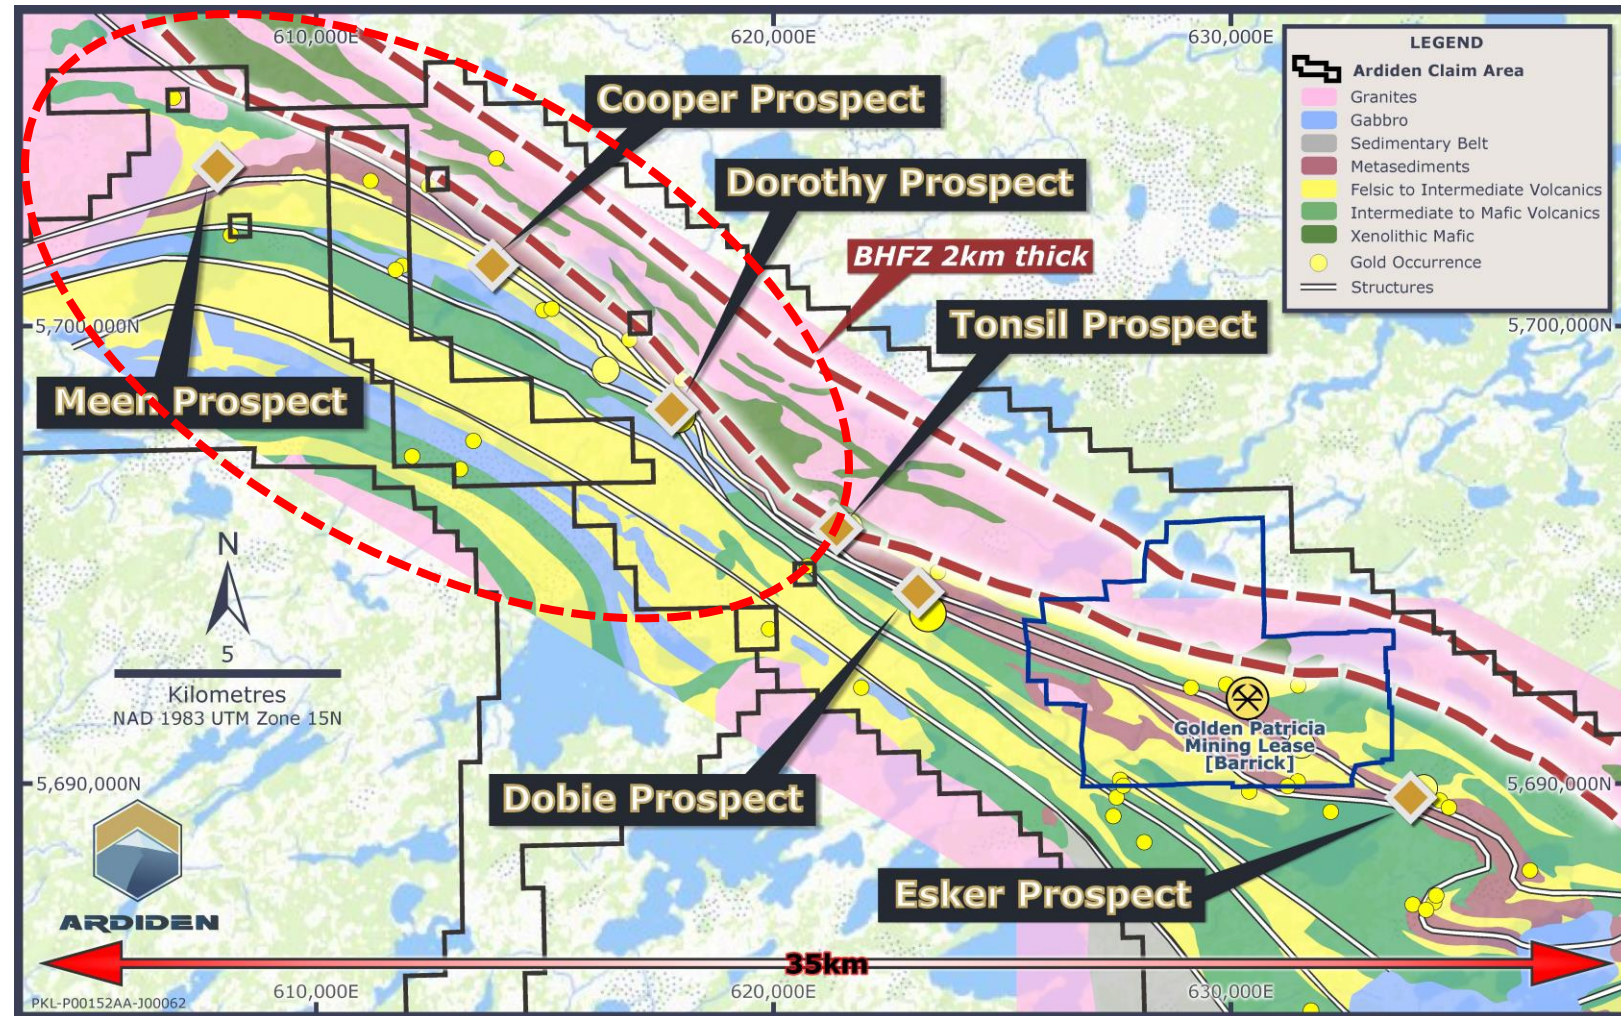 610,000E
620,000E
630,000E
LEGEND
Ardiden Claim Area
Granites
Gabbro
Sedimentary Belt
Metasediments
Felsic to Intermediate Volcanics
Intermediate to Mafic Volcanics
Xenolithic Mafic
Gold Occurrence
Structures
Cooper Prospect
Dorothy Prospect
BHFZ 2km thick
Tonsil Prospect
5,700,000N
5,700,000N
Meen Prospect
N
5
Kilometres
NAD 1983 UTM Zone 15N
Golden Patricia
Mining Lease
[Barrick]
5,690,000N
5,690,000N
Dobie Prospect
Esker Prospect
ARDIDEN
35km
PKL-P00152AA-J00062
610,000E
620,000E
630,000E